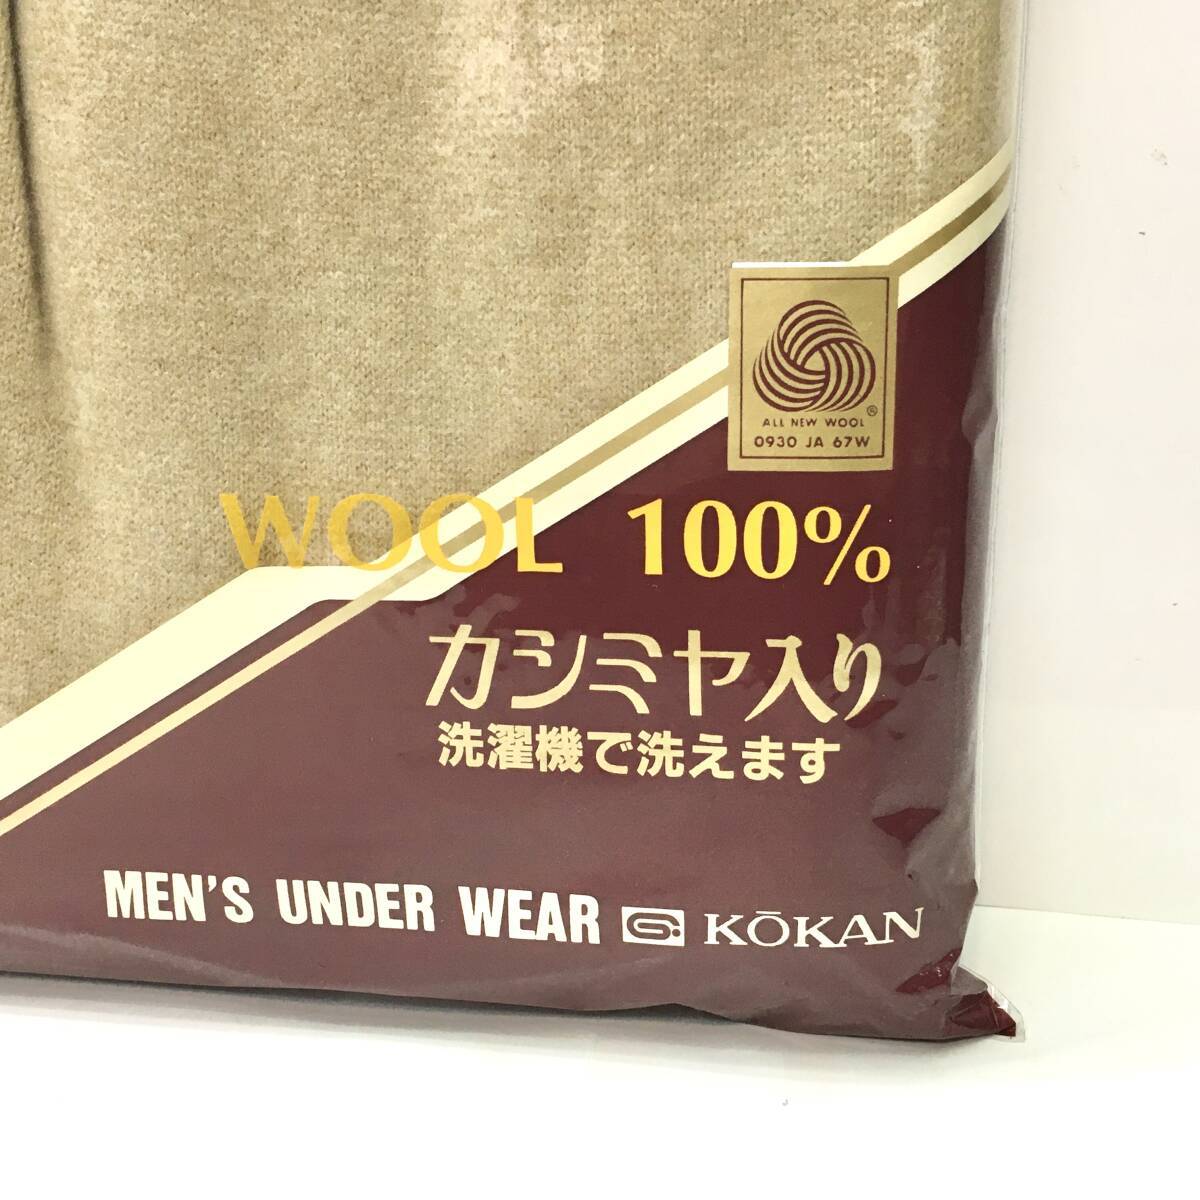 ALL NEW WOOL ®
0930 JA 67W
WOOL 100%
カシミヤ入り
洗濯機で洗えます
MEN'S UNDER WEAR KŌKAN